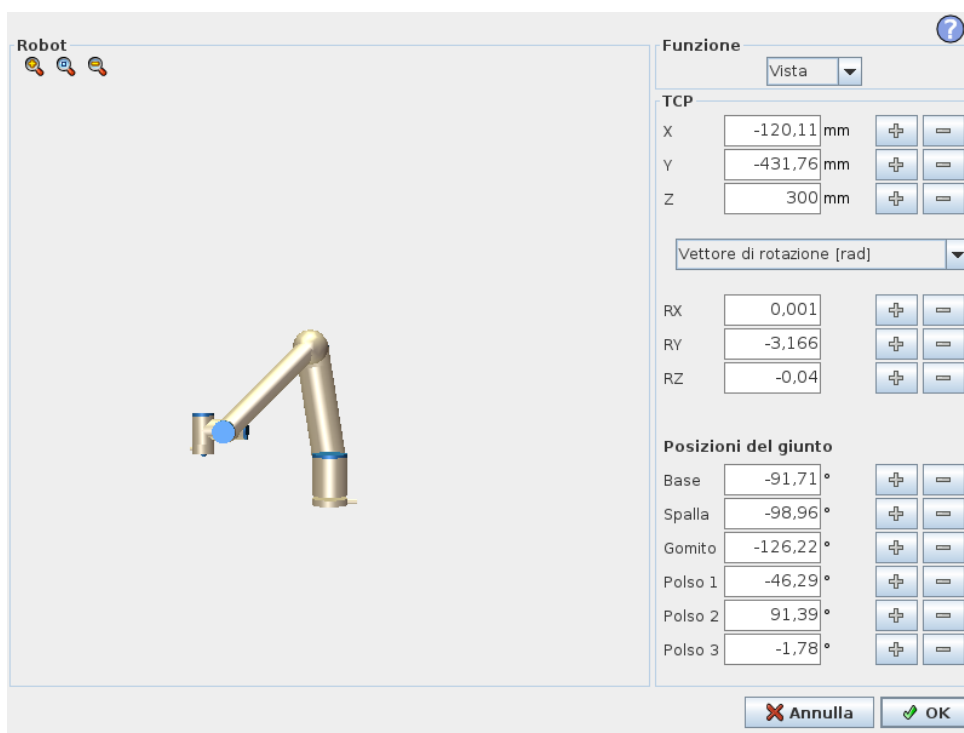 ?
Robot
Funzione
Vista
TCP
X -120,11 mm
Y -431,76 mm
Z 300 mm
Vettore di rotazione [rad]
RX 0,001
RY -3,166
RZ -0,04
Posizioni del giunto
Base -91,71 °
Spalla -98,96 °
Gomito -126,22 °
Polso 1 -46,29 °
Polso 2 91,39 °
Polso 3 -1,78 °
Annulla OK